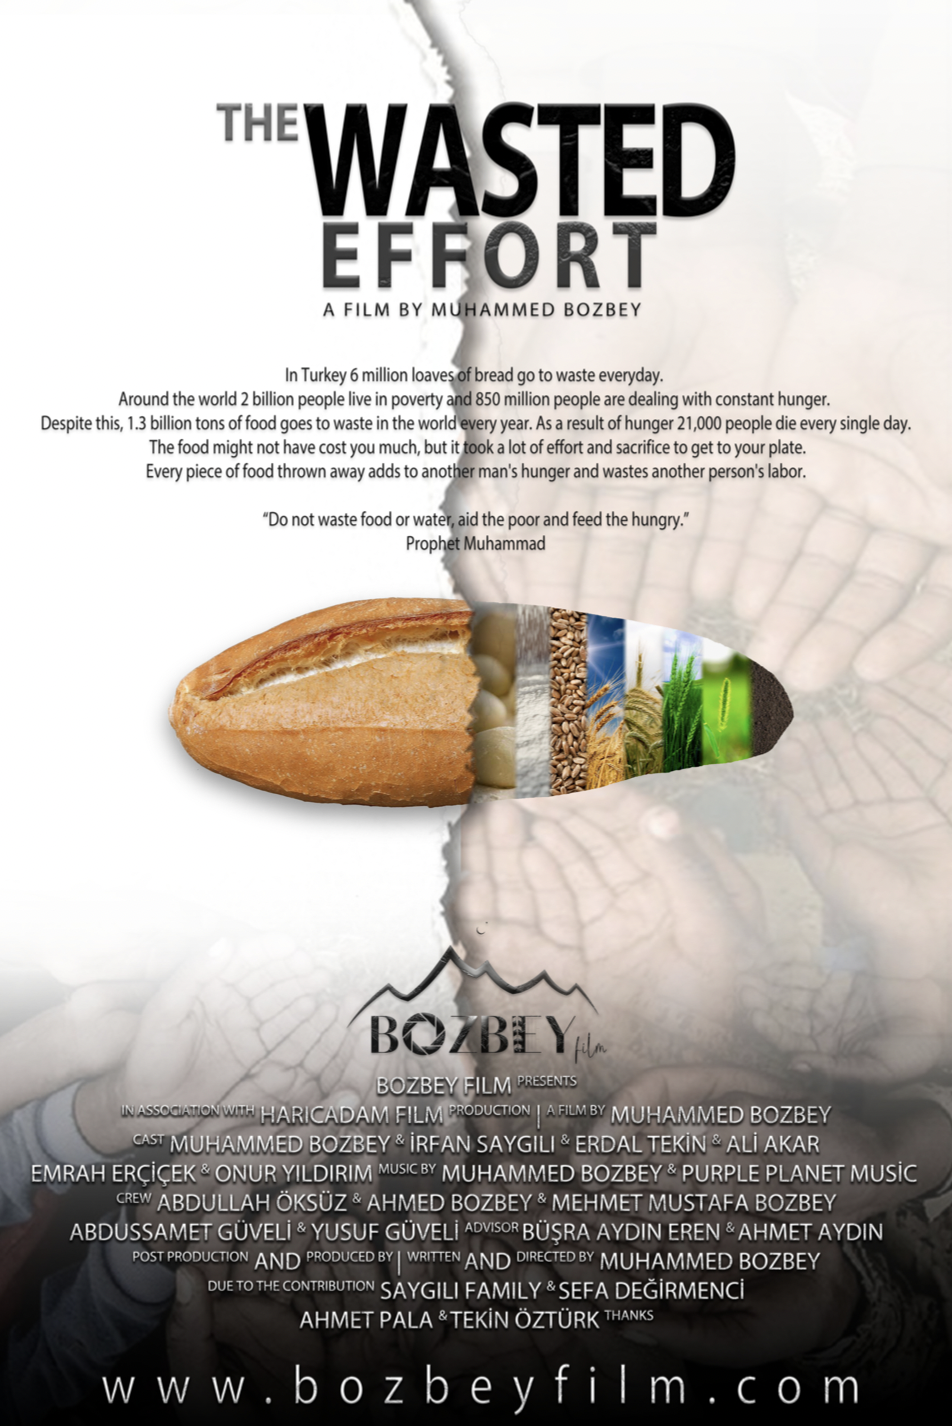 THE WASTED
EFFORT
A FILM BY MUHAMMED BOZBEY
In Turkey 6 million loaves of bread go to waste everyday.
Around the world 2 billion people live in poverty and 850 million people are dealing with constant hunger.
Despite this, 1.3 billion tons of food goes to waste in the world every year. As a result of hunger 21,000 people die every single day.
The food might not have cost you much, but it took a lot of effort and sacrifice to get to your plate.
Every piece of food thrown away adds to another man's hunger and wastes another person's labor.
“Do not waste food or water, aid the poor and feed the hungry.”
Prophet Muhammad
BOZBEY film
BOZBEY FILM PRESENTS
IN ASSOCIATION WITH HARICADAM FILM PRODUCTION | A FILM BY MUHAMMED BOZBEY
CAST MUHAMMED BOZBEY & İRFAN SAYGILI & ERDAL TEKİN & ALİ AKAR
EMRAH ERÇİÇEK & ONUR YILDIRIM MUSIC BY MUHAMMED BOZBEY & PURPLE PLANET MUSİC
CREW ABDULLAH ÖKSÜZ & AHMED BOZBEY & MEHMET MUSTAFA BOZBEY
ABDUSSAMET GÜVELİ & YUSUF GÜVELİ ADVISOR BÜŞRA AYDIN EREN & AHMET AYDIN
POST PRODUCTION AND PRODUCED BY | WRITTEN AND DIRECTED BY MUHAMMED BOZBEY
DUE TO THE CONTRIBUTION SAYGILI FAMILY & SEFA DEĞİRMENCİ
AHMET PALA & TEKİN ÖZTÜRK THANKS
www.bozbeyfilm.com